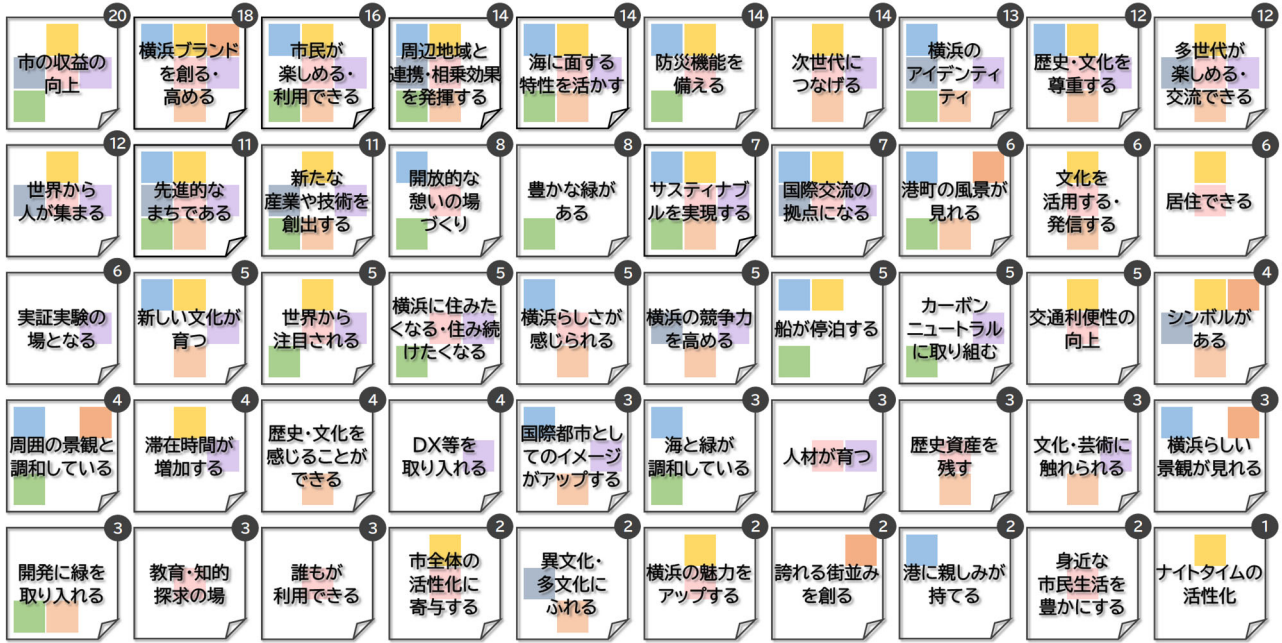 20
市の収益の
向上
18
横浜ブランド
を創る・
高める
16
市民が
楽しめる・
利用できる
14
周辺地域と
連携・相乗効果
を発揮する
14
海に面する
特性を活かす
14
防災機能を
備える
14
次世代に
つなげる
13
横浜の
アイデンティ
ティ
12
歴史・文化を
尊重する
12
多世代が
楽しめる・
交流できる
12
世界から
人が集まる
11
先進的な
まちである
11
新たな
産業や技術を
創出する
8
開放的な
憩いの場
づくり
8
豊かな緑が
ある
7
サスティナブ
ルを実現する
7
国際交流の
拠点になる
6
港町の風景が
見れる
6
文化を
活用する・
発信する
6
居住できる
6
実証実験の
場となる
5
新しい文化が
育つ
5
世界から
注目される
5
横浜に住みた
くなる・住み続
けたくなる
5
横浜らしさが
感じられる
5
横浜の競争力
を高める
5
船が停泊する
5
カーボン
ニュートラル
に取り組む
5
交通利便性の
向上
4
シンボルが
ある
4
周囲の景観と
調和している
4
滞在時間が
増加する
4
歴史・文化を
感じることが
できる
4
DX等を
取り入れる
3
国際都市とし
てのイメージ
がアップする
3
海と緑が
調和している
3
人材が育つ
3
歴史資産を
残す
3
文化・芸術に
触れられる
3
横浜らしい
景観が見れる
3
開発に緑を
取り入れる
3
教育・知的
探求の場
3
誰もが
利用できる
2
市全体の
活性化に
寄与する
2
異文化・
多文化に
ふれる
2
横浜の魅力を
アップする
2
誇れる街並み
を創る
2
港に親しみが
持てる
2
身近な
市民生活を
豊かにする
1
ナイトタイムの
活性化